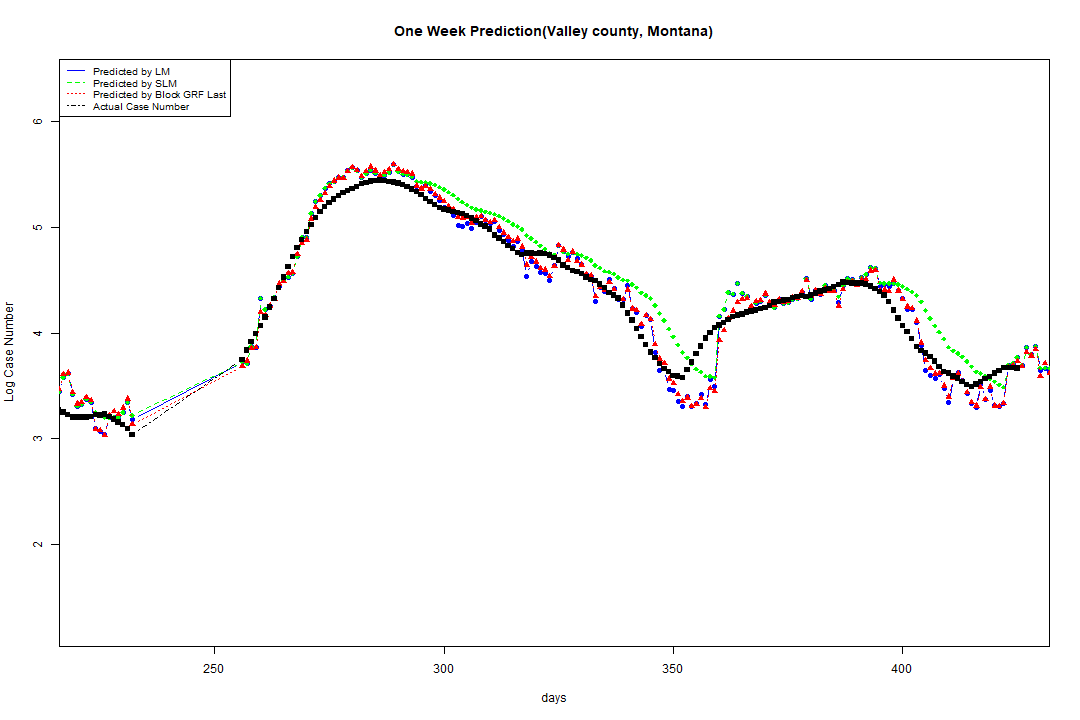 One Week Prediction(Valley county, Montana)
Predicted by LM
Predicted by SLM
Predicted by Block GRF Last
Actual Case Number
6
5
4
3
2
Log Case Number
250 300 350 400
days